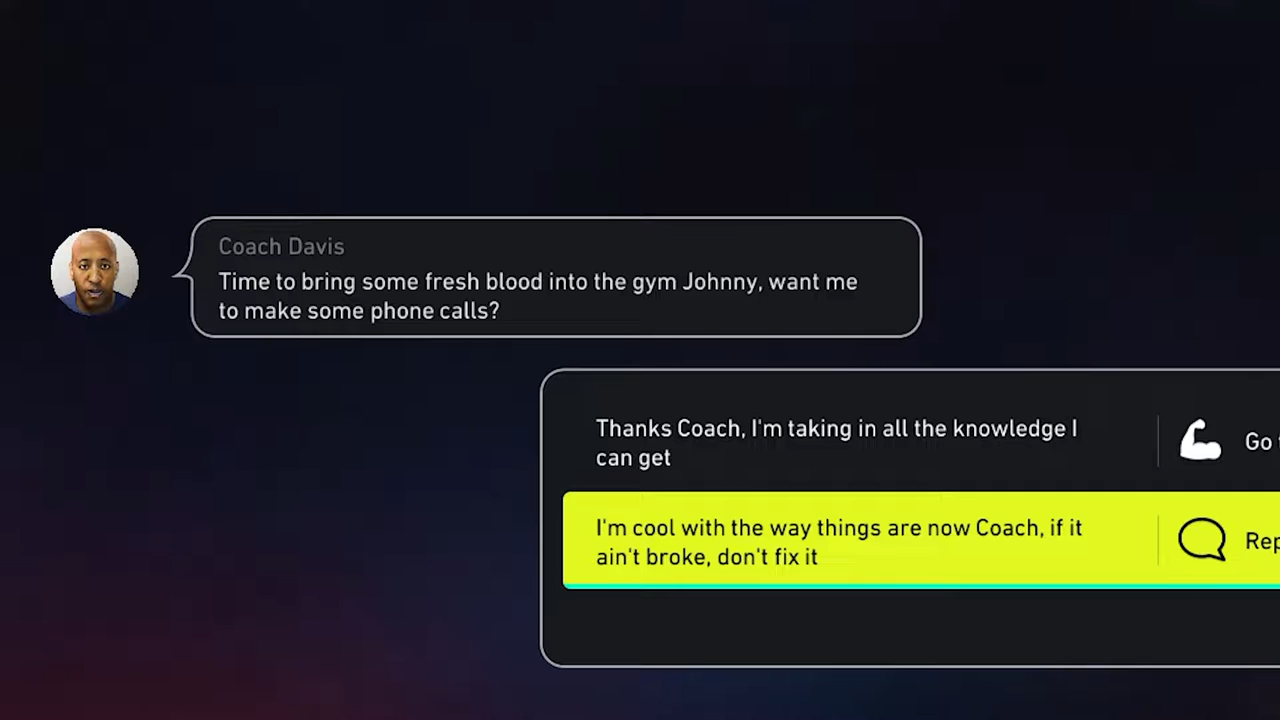 Coach Davis
Time to bring some fresh blood into the gym Johnny, want me
to make some phone calls?
Thanks Coach, I'm taking in all the knowledge I
can get
Go
I'm cool with the way things are now Coach, if it
ain't broke, don't fix it
Rep